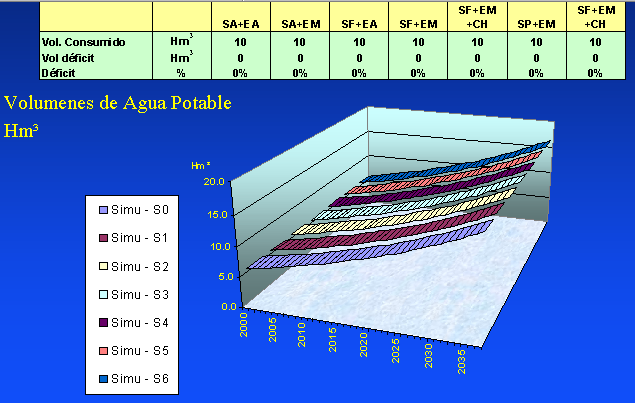 SA+EA SA+EM SF+EA SF+EM SF+EM +CH SP+EM SF+EM +CH
Vol. Consumido Hm³ 10 10 10 10 10 10 10
Vol déficit Hm³ 0 0 0 0 0 0 0
Déficit % 0% 0% 0% 0% 0% 0% 0%
Volumenes de Agua Potable
Hm³
Hm³
20.0
15.0
10.0
5.0
0.0
2000 2005 2010 2015 2020 2025 2030 2035
Simu - S0
Simu - S1
Simu - S2
Simu - S3
Simu - S4
Simu - S5
Simu - S6